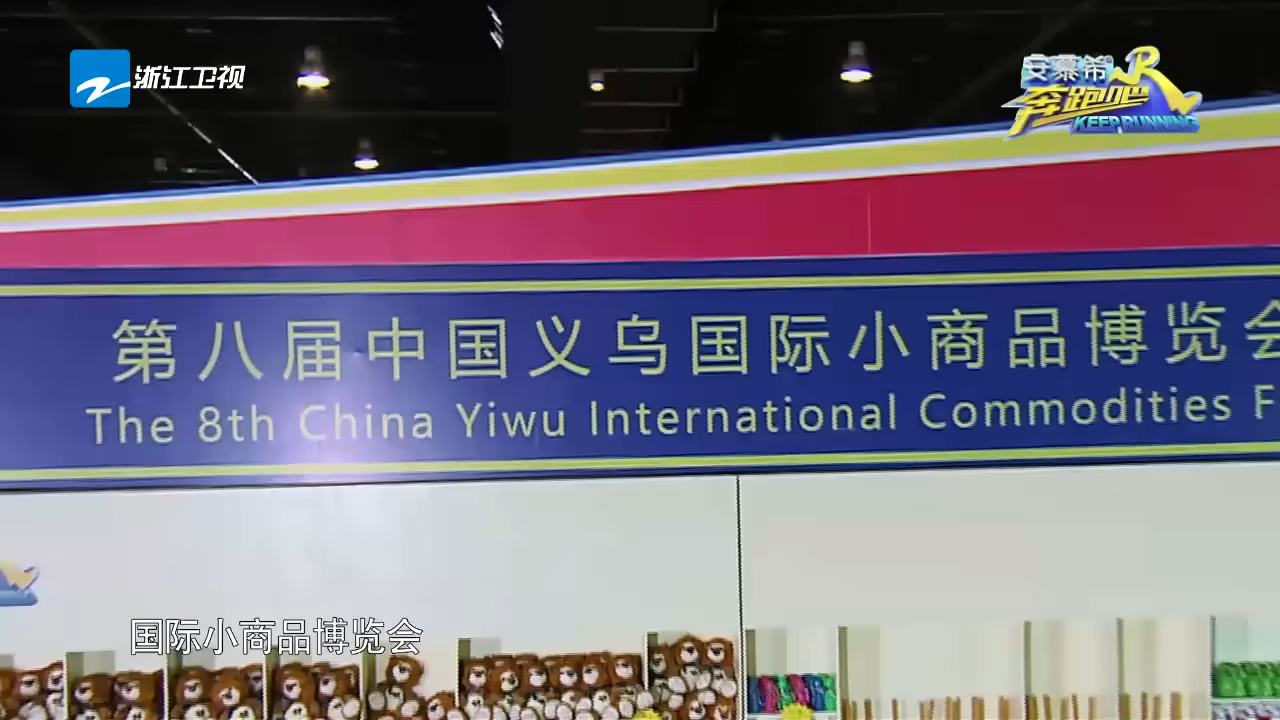 浙江卫视
安慕希
奔跑吧
KEEP RUNNING
第八届中国义乌国际小商品博览会
The 8th China Yiwu International Commodities F
国际小商品博览会